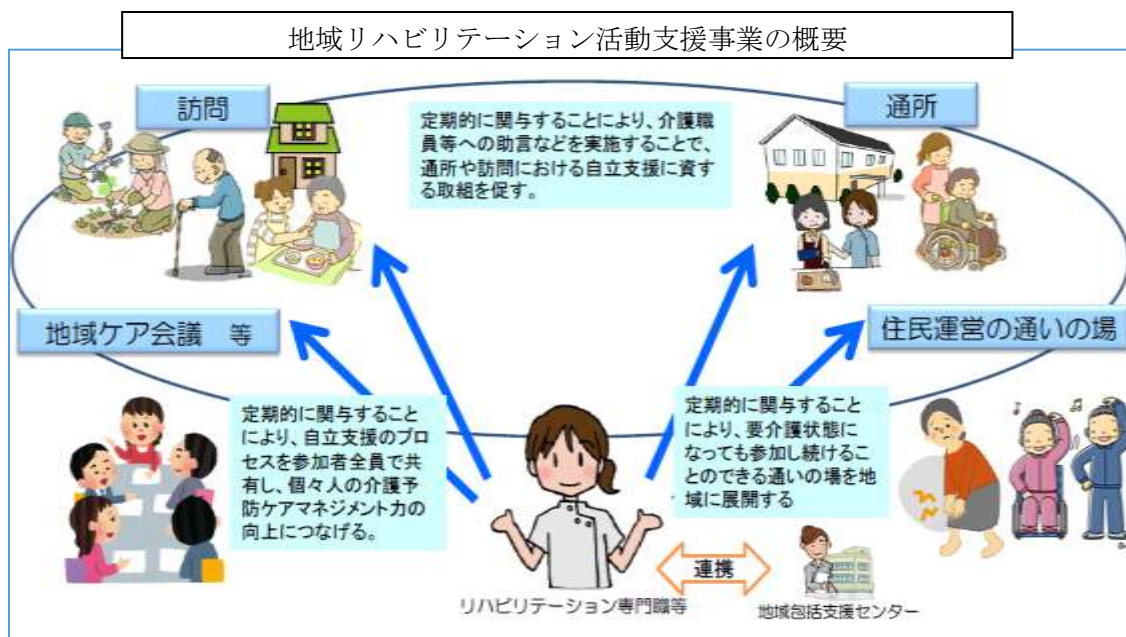 地域リハビリテーション活動支援事業の概要
訪問
通所
定期的に関与することにより、介護職
員等への助言などを実施することで、
通所や訪問における自立支援に資す
る取組を促す。
地域ケア会議　等
住民運営の通いの場
定期的に関与すること
により、自立支援のプロ
セスを参加者全員で共
有し、個々人の介護予
防ケアマネジメント力の
向上につなげる。
定期的に関与すること
により、要介護状態に
なっても参加し続けるこ
とのできる通いの場を地
域に展開する
連携
リハビリテーション専門職等
地域包括支援センター